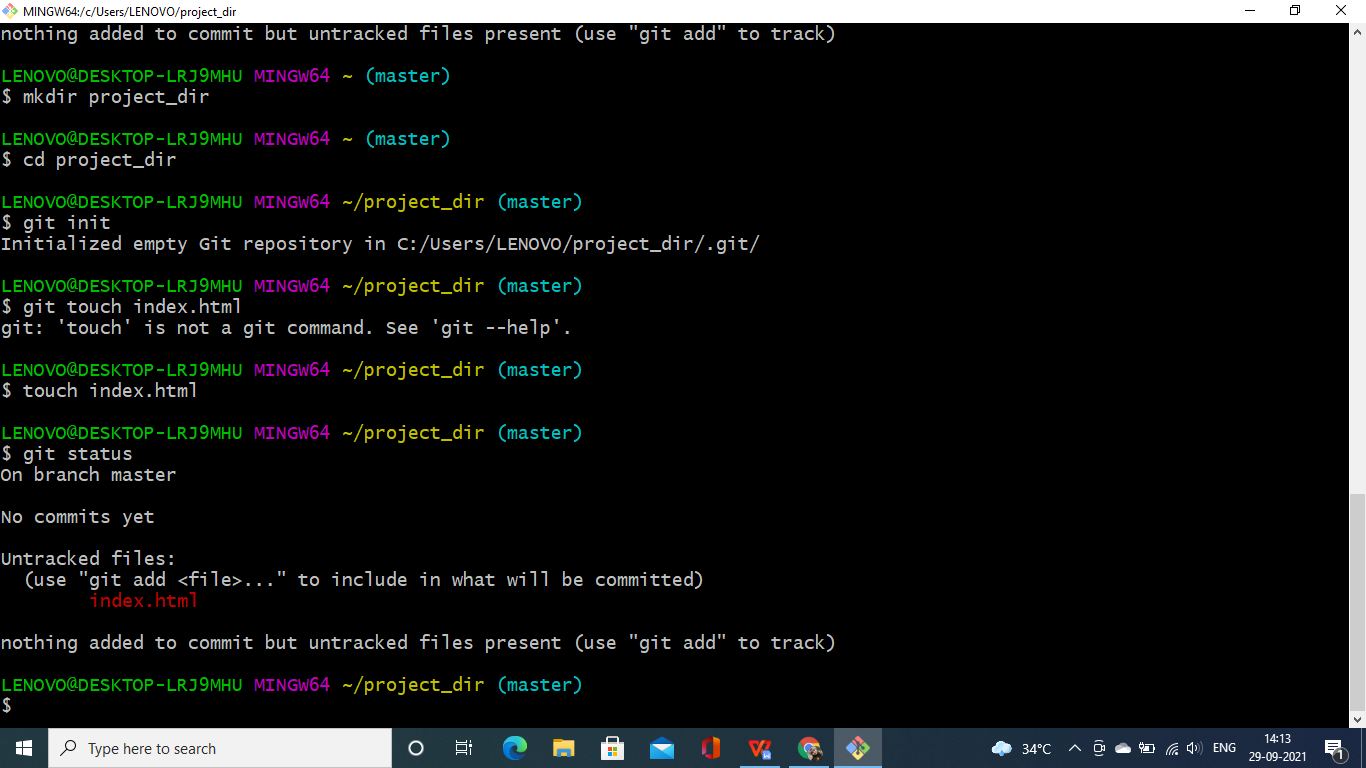 MINGW64:/c/Users/LENOVO/project_dir
nothing added to commit but untracked files present (use "git add" to track)
LENOVO@DESKTOP-LRJ9MHU MINGW64 ~ (master)
$ mkdir project_dir
LENOVO@DESKTOP-LRJ9MHU MINGW64 ~ (master)
$ cd project_dir
LENOVO@DESKTOP-LRJ9MHU MINGW64 ~/project_dir (master)
$ git init
Initialized empty Git repository in C:/Users/LENOVO/project_dir/.git/
LENOVO@DESKTOP-LRJ9MHU MINGW64 ~/project_dir (master)
$ git touch index.html
git: 'touch' is not a git command. See 'git --help'.
LENOVO@DESKTOP-LRJ9MHU MINGW64 ~/project_dir (master)
$ touch index.html
LENOVO@DESKTOP-LRJ9MHU MINGW64 ~/project_dir (master)
$ git status
On branch master
No commits yet
Untracked files:
  (use "git add <file>..." to include in what will be committed)
        index.html
nothing added to commit but untracked files present (use "git add" to track)
LENOVO@DESKTOP-LRJ9MHU MINGW64 ~/project_dir (master)
$
Type here to search
34°C
ENG
14:13
29-09-2021
1